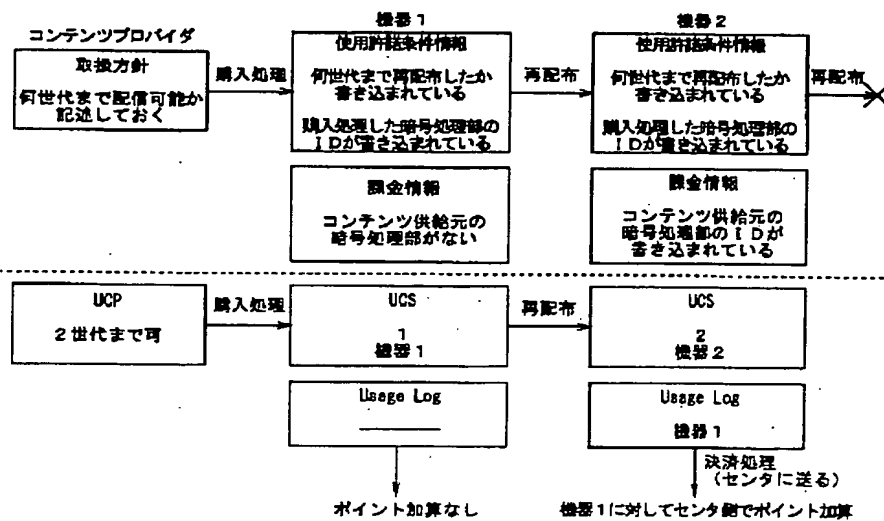 コンテンツプロバイダ
取扱方針
何世代まで配信可能か
記述しておく
購入処理
機器1
使用許諾条件情報
何世代まで再配布したか
書き込まれている
購入処理した暗号処理部の
IDが書き込まれている
課金情報
コンテンツ供給元の
暗号処理部がない
再配布
機器2
使用許諾条件情報
何世代まで再配布したか
書き込まれている
購入処理した暗号処理部の
IDが書き込まれている
課金情報
コンテンツ供給元の
暗号処理部のIDが
書き込まれている
再配布
UCP
2世代まで可
購入処理
UCS
1
機器1
再配布
UCS
2
機器2
Usage Log
Usage Log
機器1
決済処理
(センタに送る)
ポイント加算なし
機器1に対してセンタ側でポイント加算